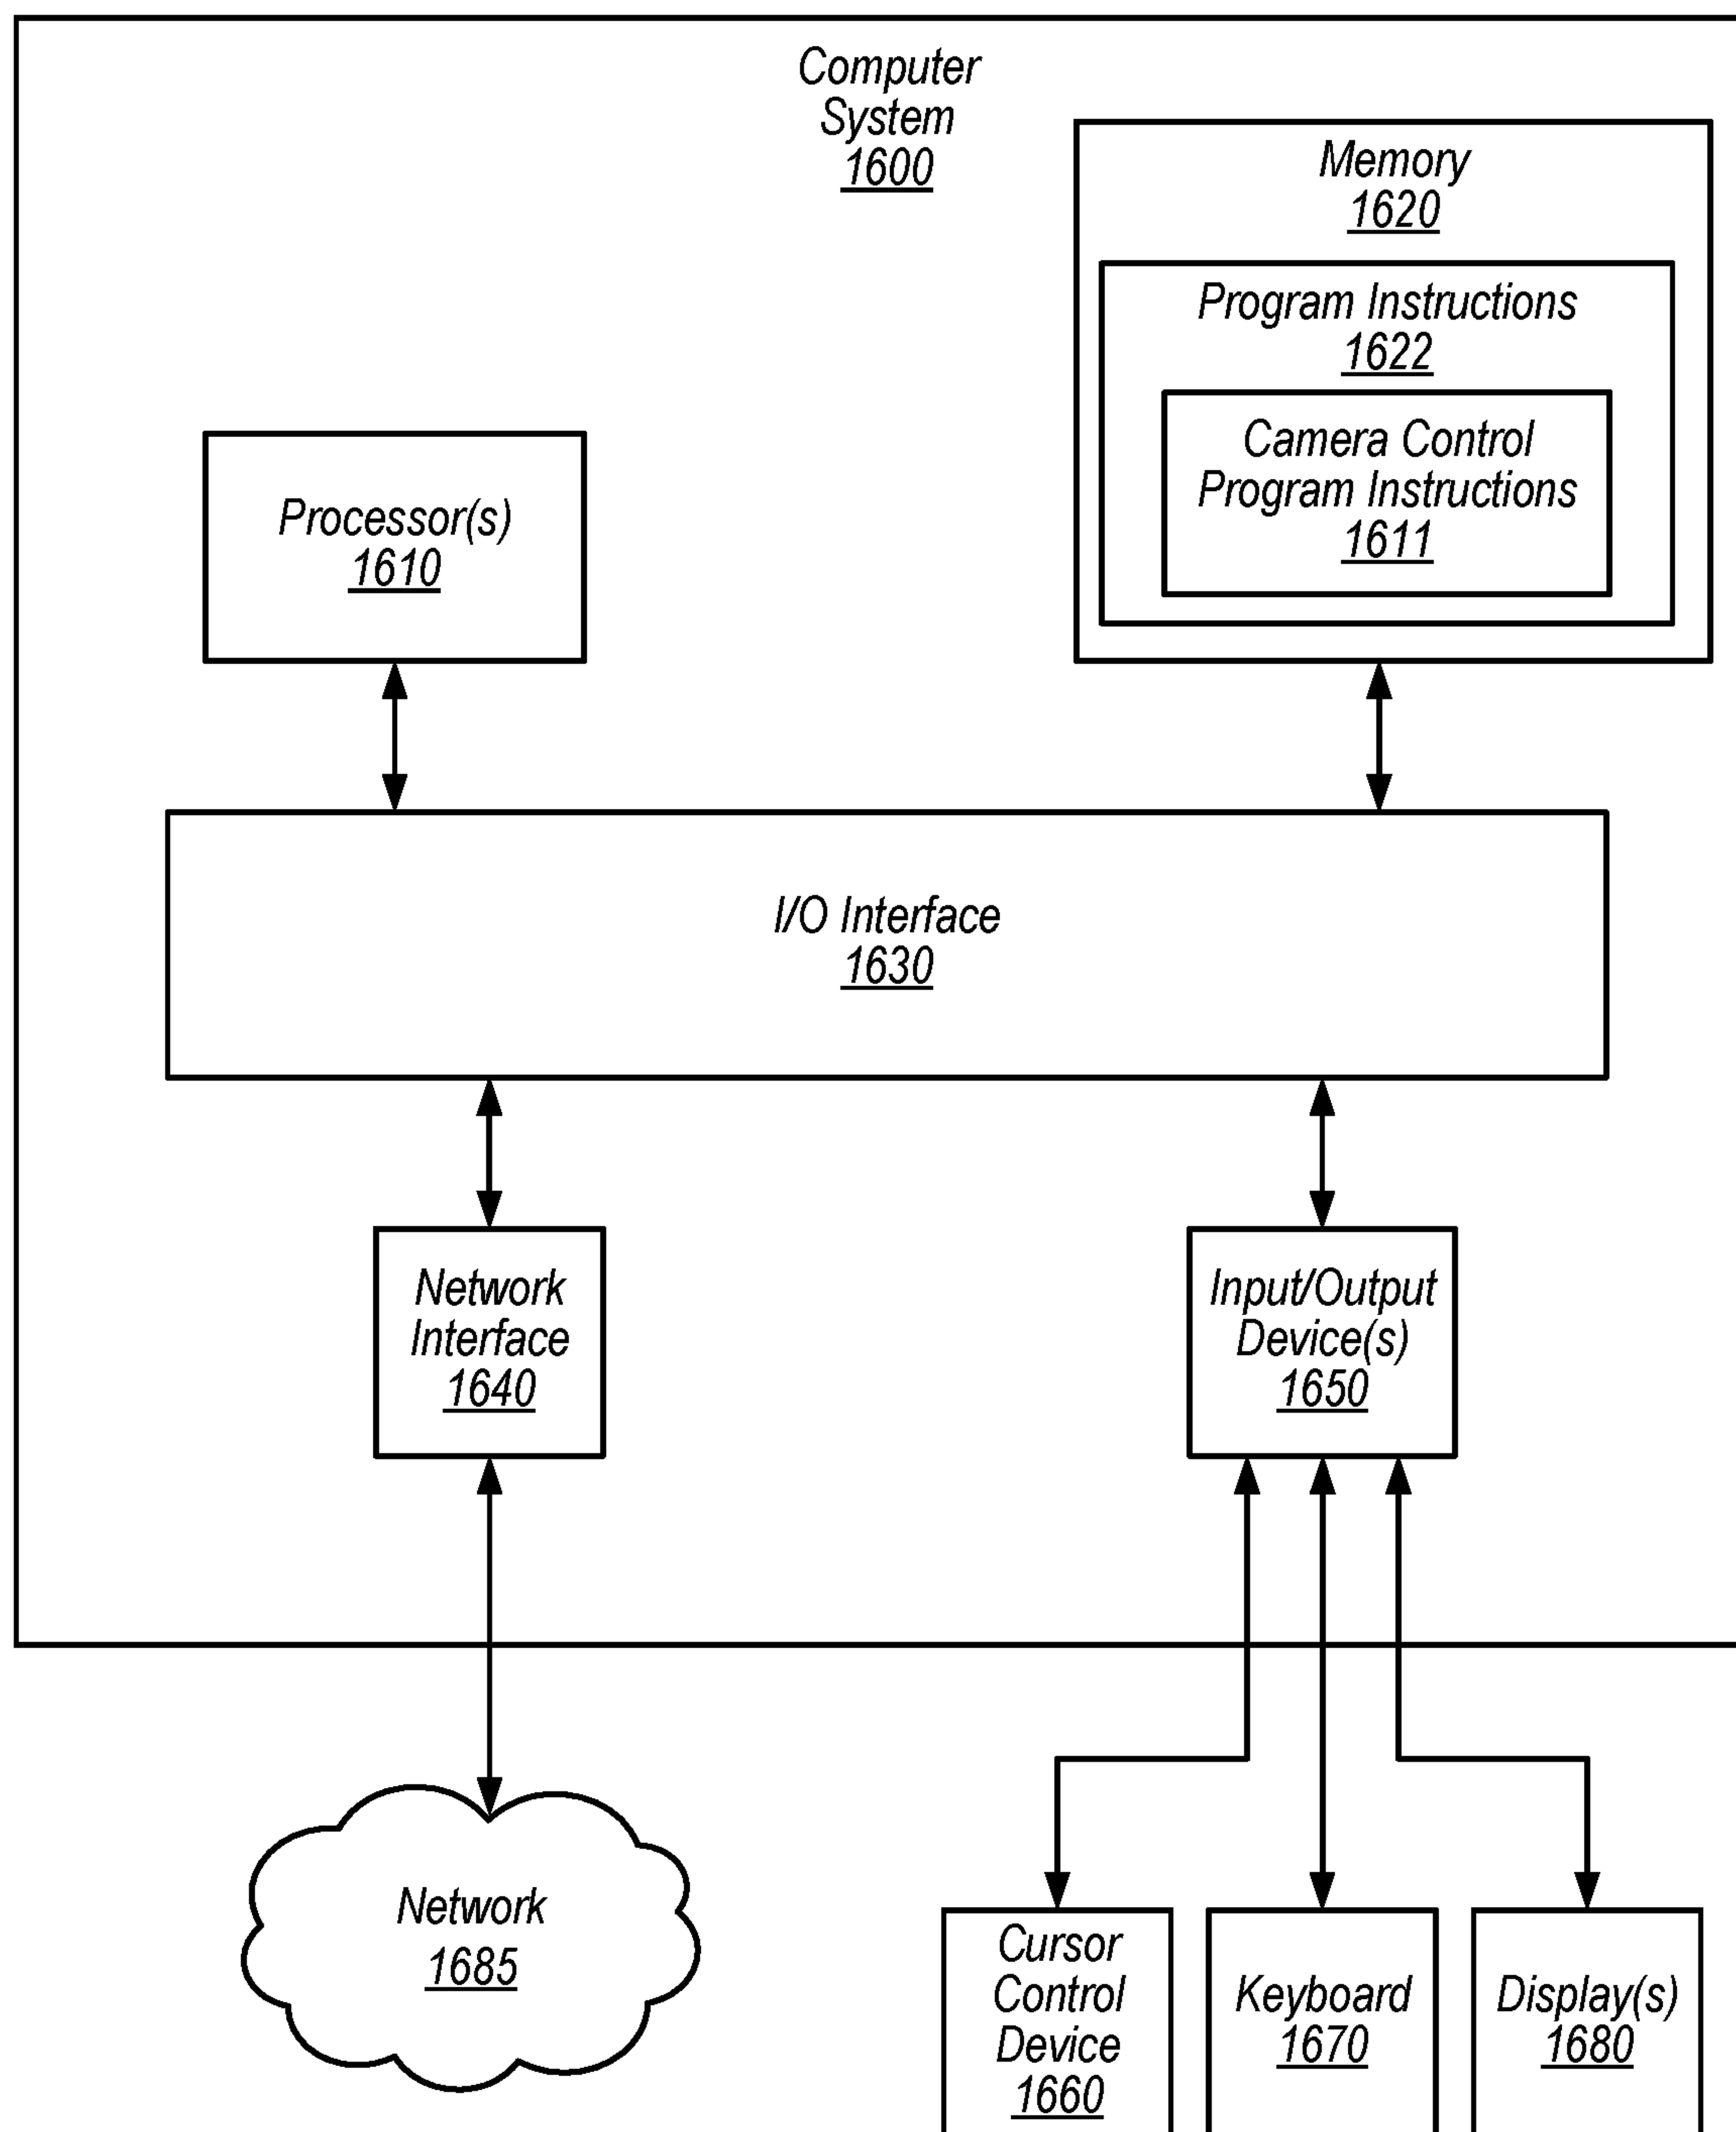 Computer
System
1600
Memory
1620
Program Instructions
1622
Camera Control
Program Instructions
1611
Processor(s)
1610
I/O Interface
1630
Network
Interface
1640
Input/Output
Device(s)
1650
Network
1685
Cursor
Control
Device
1660
Keyboard
1670
Display(s)
1680